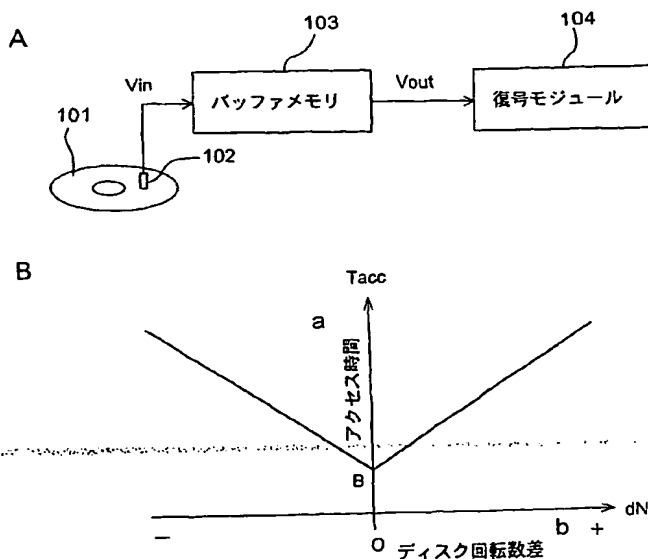 A
103
104
Vin
バッファメモリ
Vout
復号モジュール
101
102
B
Tacc
a
アクセス時間
B
dN
－
O
ディスク回転数差
b
+